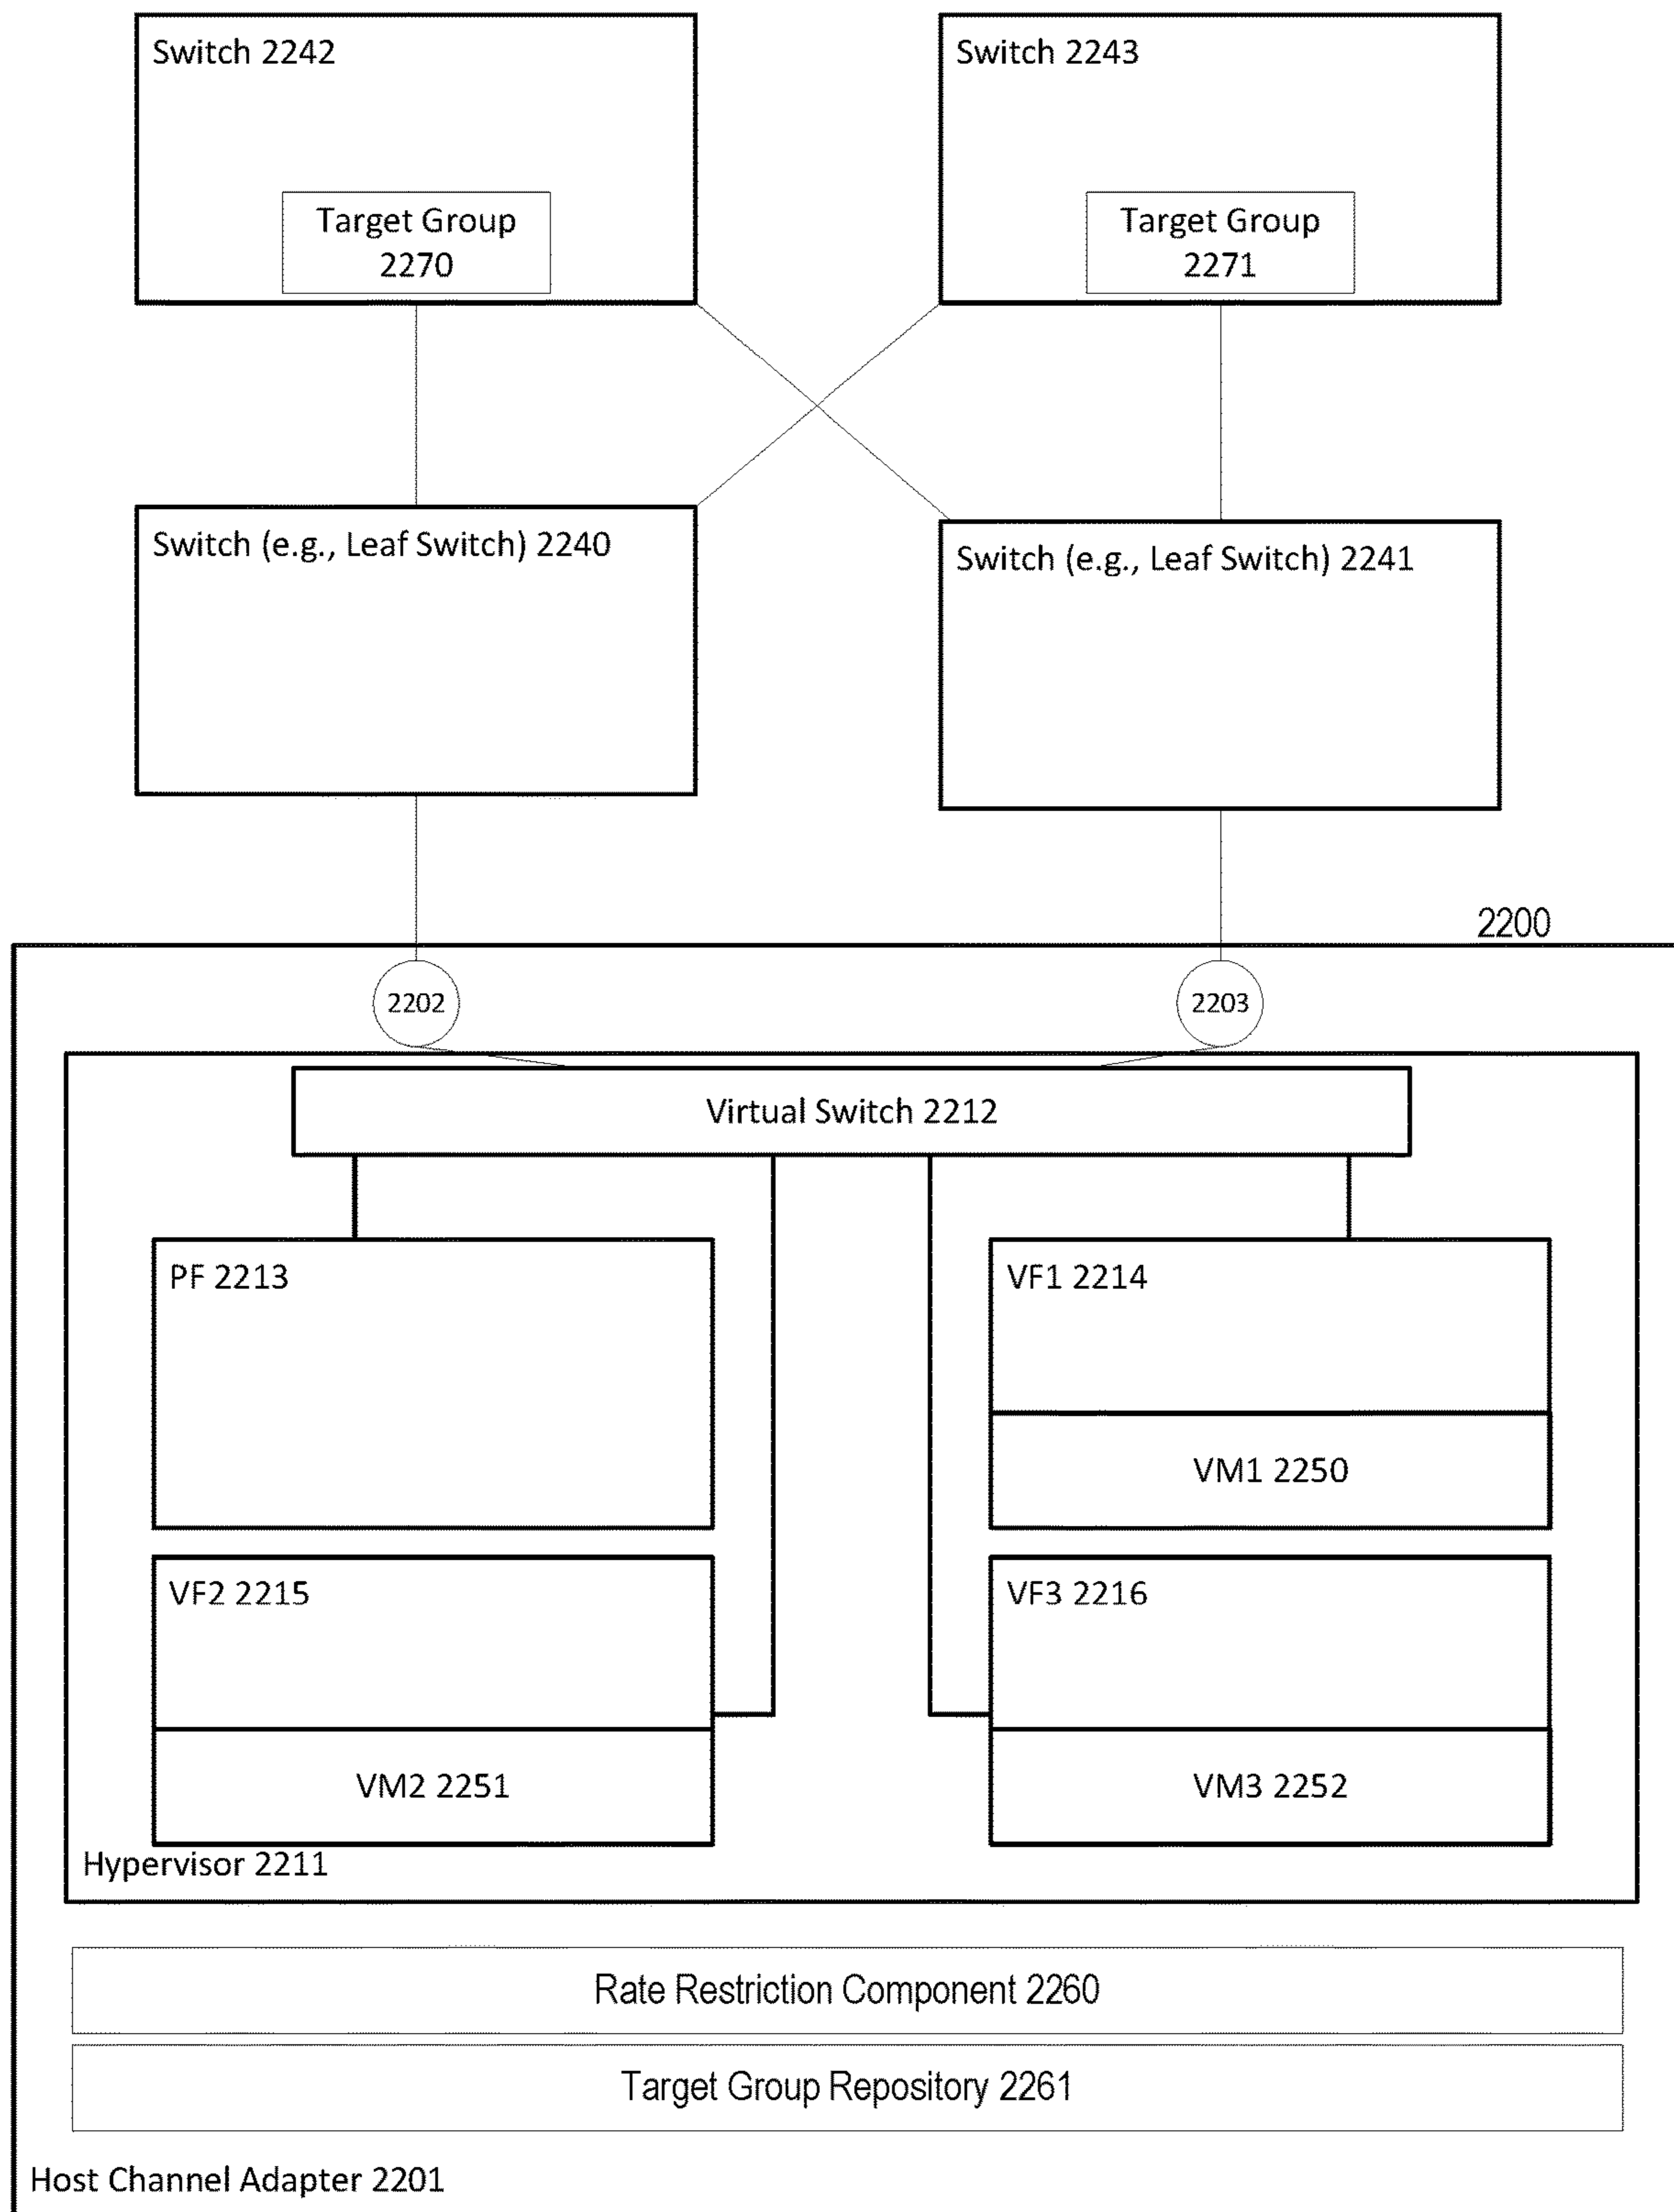 Switch 2242
Switch 2243
Target Group
2270
Target Group
2271
Switch (e.g., Leaf Switch) 2240
Switch (e.g., Leaf Switch) 2241
2200
2202
2203
Virtual Switch 2212
PF 2213
VF1 2214
VM1 2250
VF2 2215
VF3 2216
VM2 2251
VM3 2252
Hypervisor 2211
Rate Restriction Component 2260
Target Group Repository 2261
Host Channel Adapter 2201